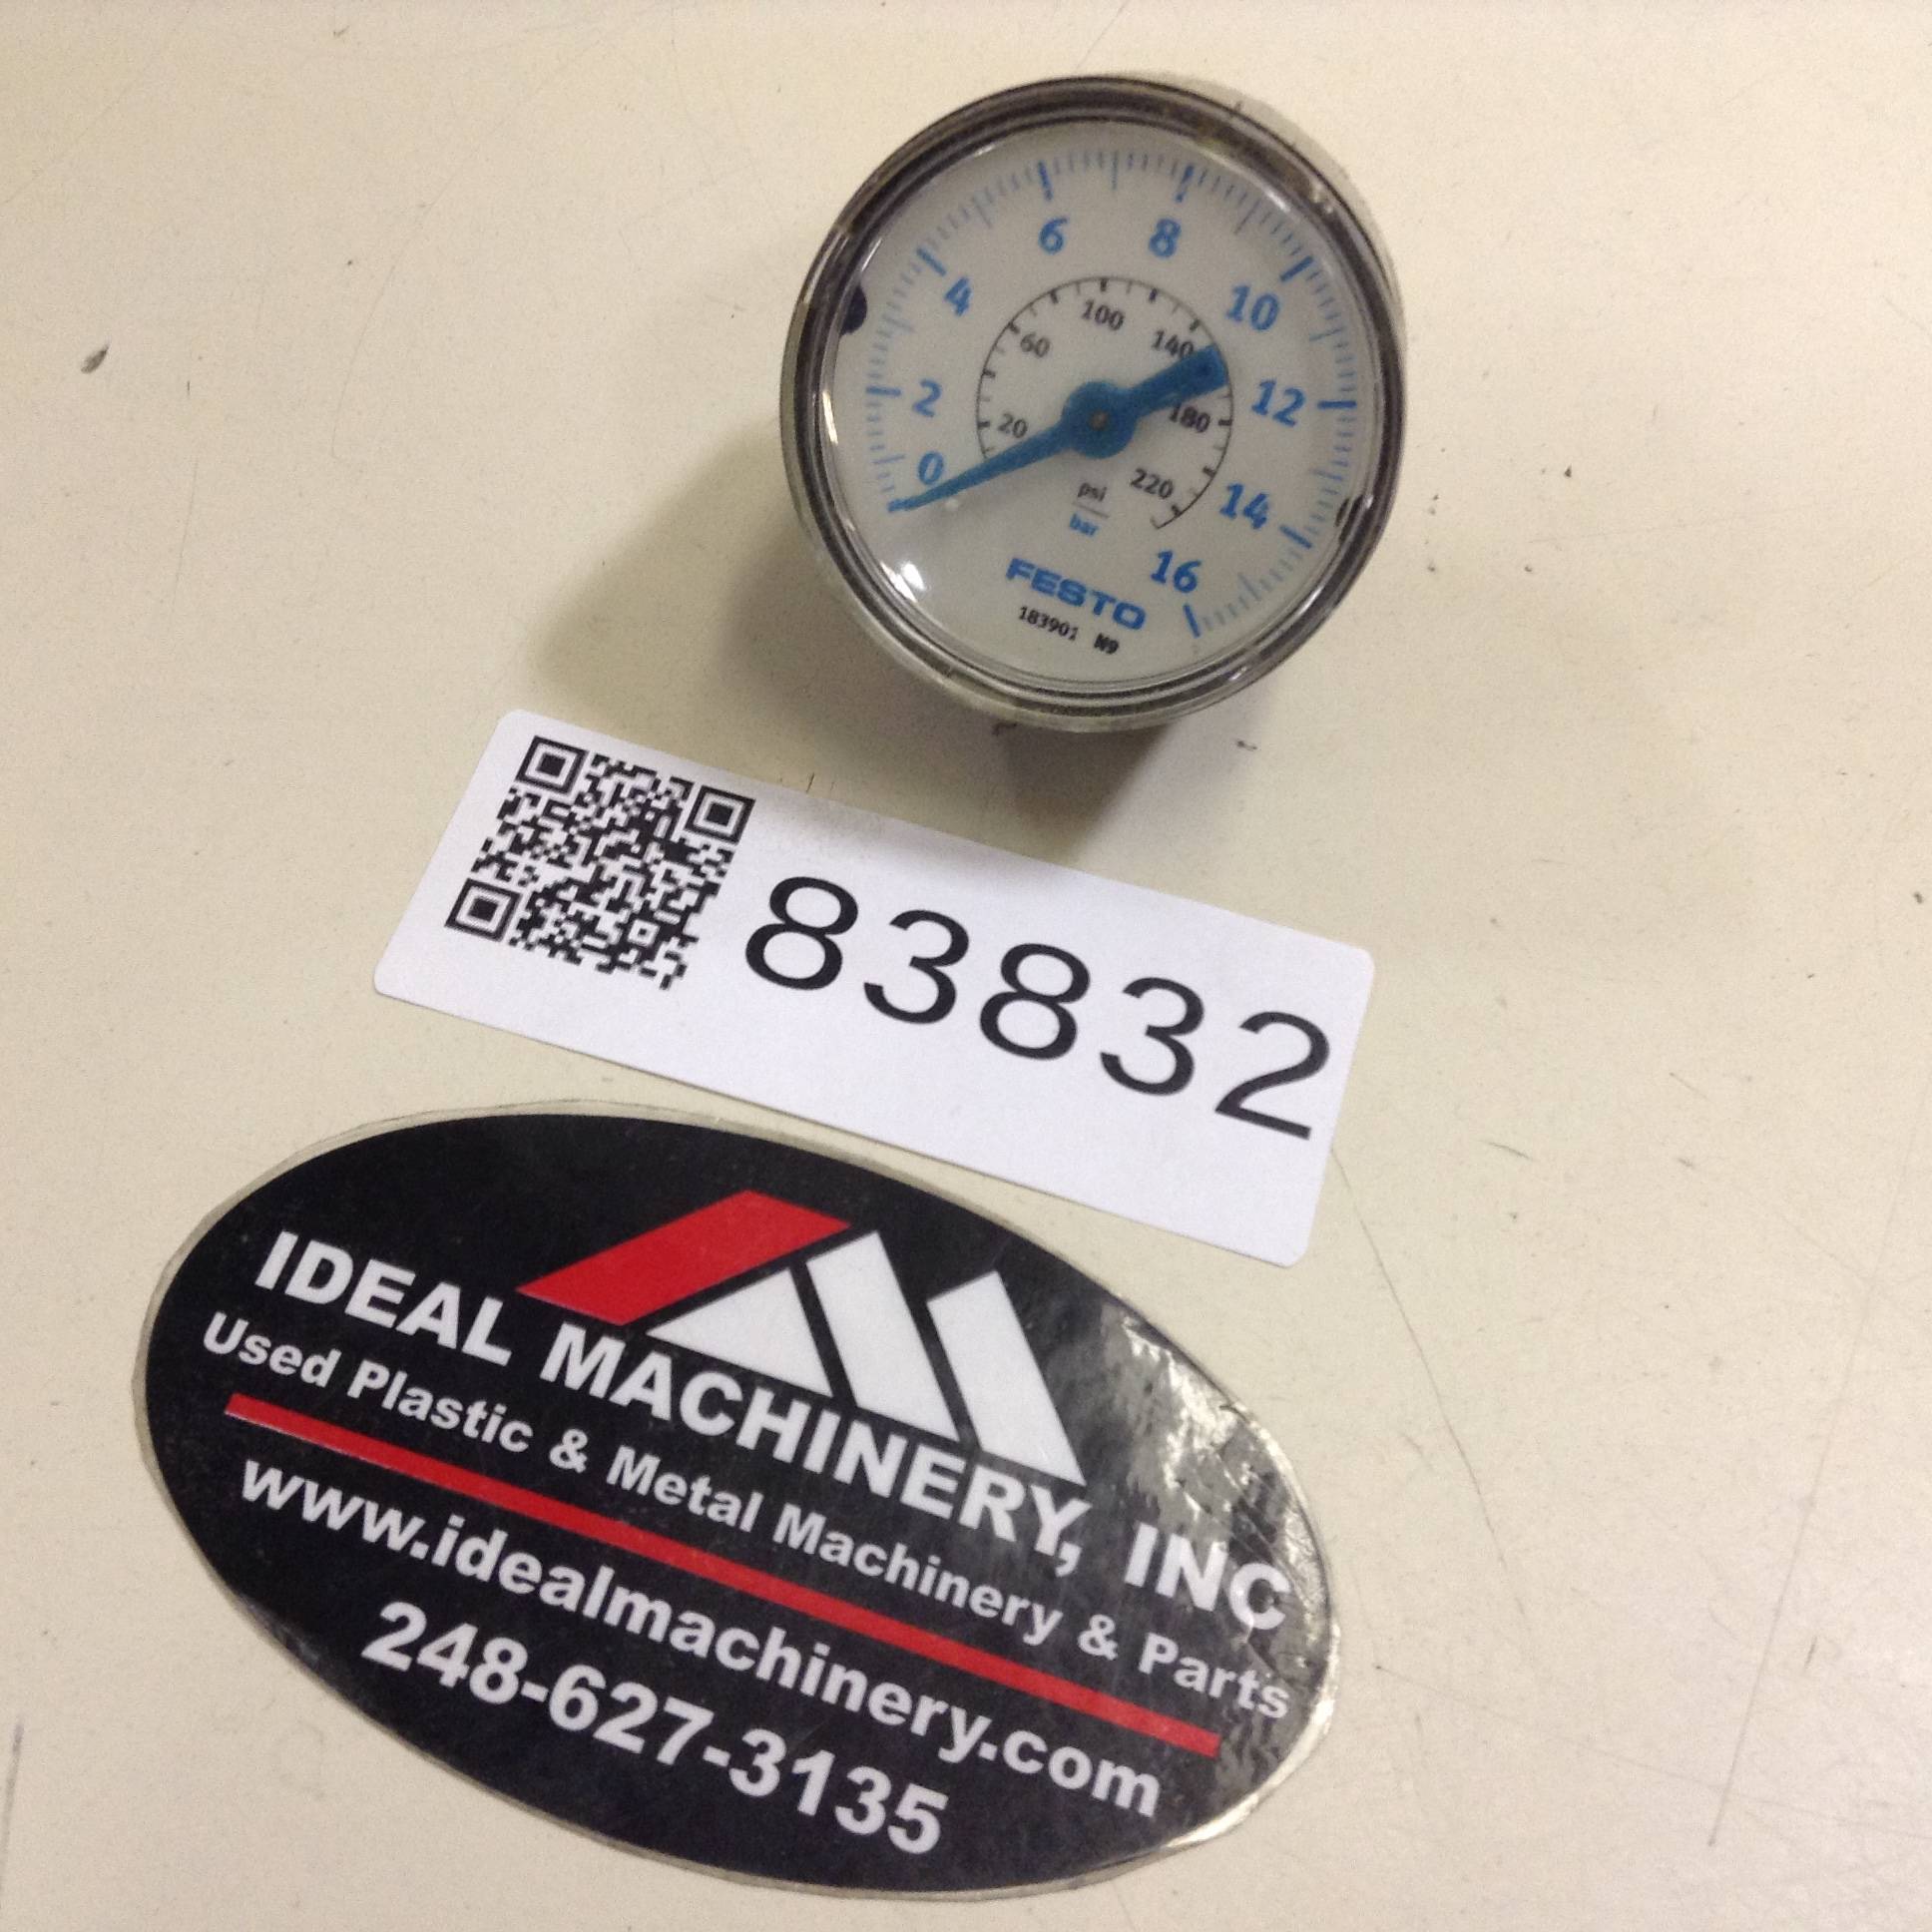 6 8
4 10
2 12
0 14
16
100
60 140
20 180
220
psi
bar
FESTO
183901 N9
83832
IDEAL MACHINERY, INC
Used Plastic & Metal Machinery & Parts
www.idealmachinery.com
248-627-3135